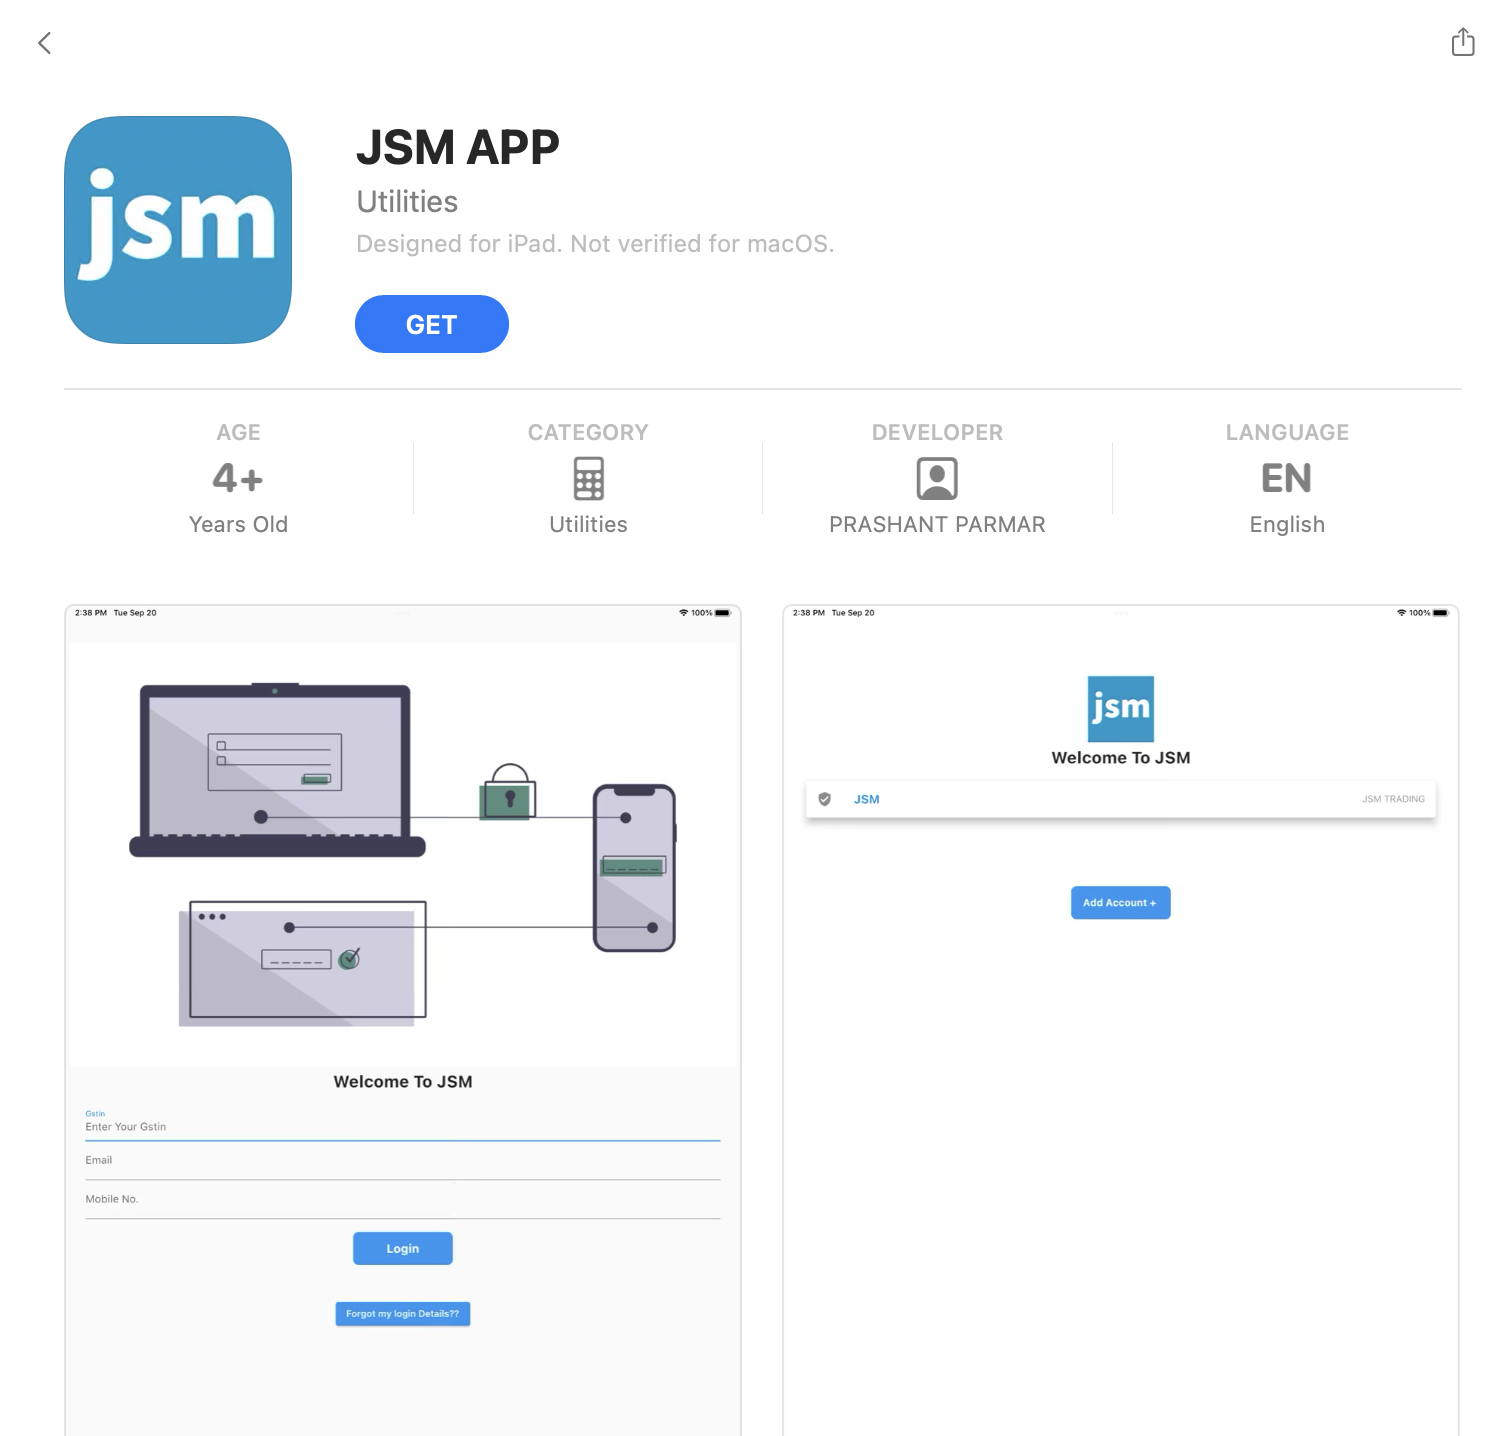 jsm
JSM APP
Utilities
Designed for iPad. Not verified for macOS.
GET
AGE
4+
Years Old
CATEGORY
Utilities
DEVELOPER
PRASHANT PARMAR
LANGUAGE
EN
English
2:38 PM Tue Sep 20
100%
Welcome To JSM
Gstin
Enter Your Gstin
Email
Mobile No.
Login
Forgot my login Details??
2:38 PM Tue Sep 20
100%
jsm
Welcome To JSM
JSM
JSM TRADING
Add Account +